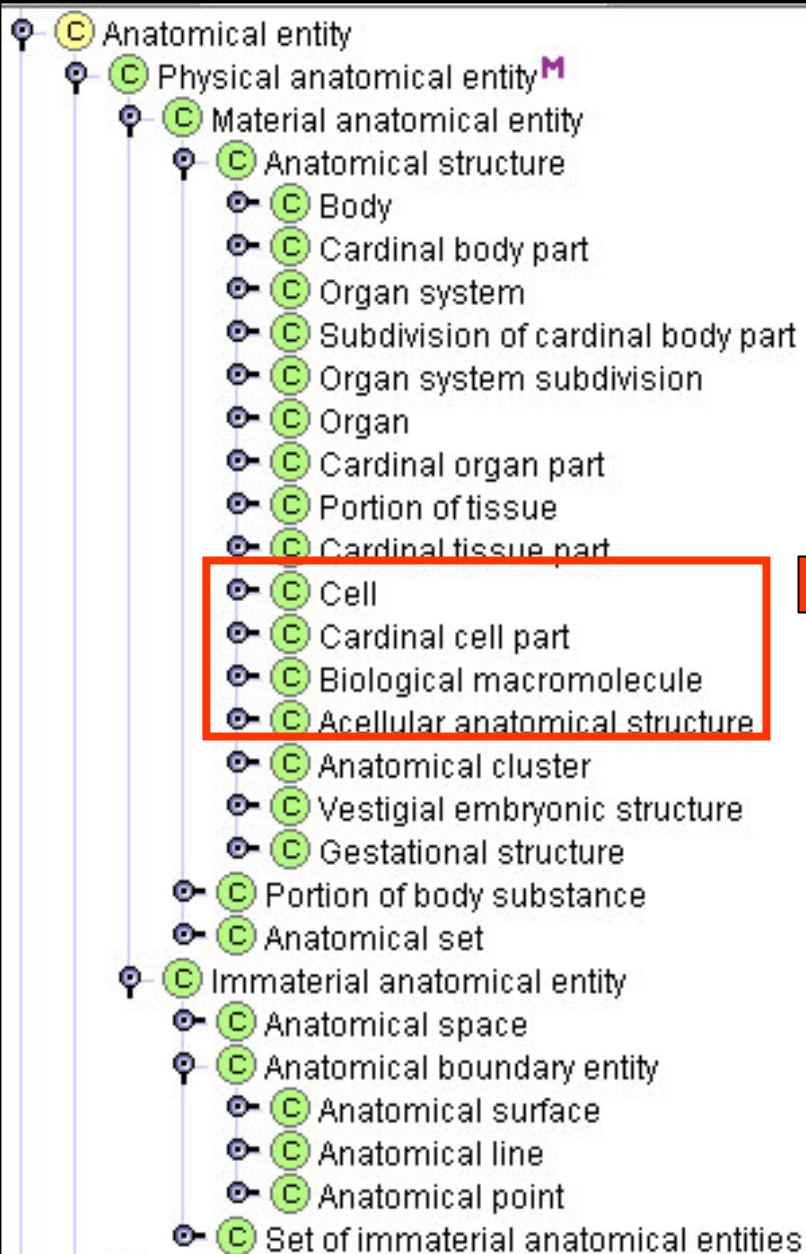 C Anatomical entity
C Physical anatomical entity M
C Material anatomical entity
C Anatomical structure
C Body
C Cardinal body part
C Organ system
C Subdivision of cardinal body part
C Organ system subdivision
C Organ
C Cardinal organ part
C Portion of tissue
C Cardinal tissue part
C Cell
C Cardinal cell part
C Biological macromolecule
C Acellular anatomical structure
C Anatomical cluster
C Vestigial embryonic structure
C Gestational structure
C Portion of body substance
C Anatomical set
C Immaterial anatomical entity
C Anatomical space
C Anatomical boundary entity
C Anatomical surface
C Anatomical line
C Anatomical point
C Set of immaterial anatomical entities